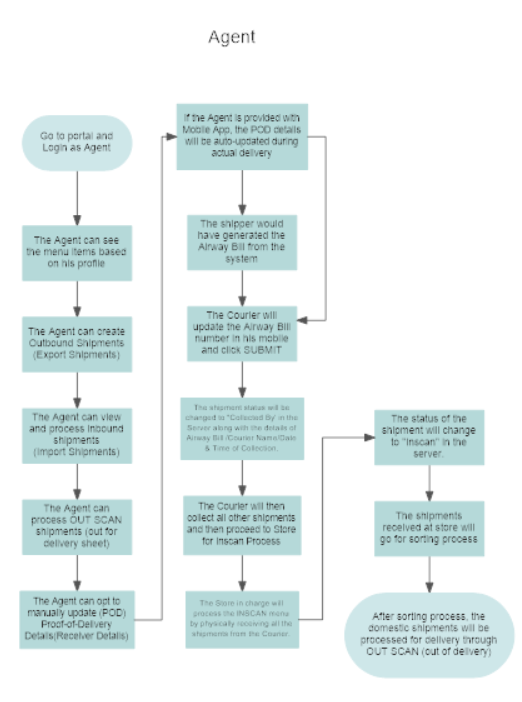 Agent
Go to portal and
Login as Agent
The Agent can see
the menu items based
on his profile
The Agent can create
Outbound Shipments
(Export Shipments)
The Agent can view
and process Inbound
shipments
(Import Shipments)
The Agent can
process OUT SCAN
shipments (out for
delivery sheet)
The Agent can opt to
manually update (POD)
Proof-of-Delivery
Details(Receiver Details)
If the Agent is provided with
Mobile App, the POD details
will be auto-updated during
actual delivery
The shipper would
have generated the
Airway Bill from the
system
The Courier will
update the Airway Bill
number in his mobile
and click SUBMIT
The shipment status will be
changed to "Collected By' in the
Server along with the details of
Airway Bill /Courier Name/Date
& Time of Collection.
The Courier will then
collect all other shipments
and then proceed to Store
for Inscan Process
The Store in charge will
process the INSCAN menu
by physically receiving all the
shipments from the Courier.
The status of the
shipment will change
to "Inscan" in the
server.
The shipments
received at store will
go for sorting process
After sorting process, the
domestic shipments will be
processed for delivery through
OUT SCAN (out of delivery)